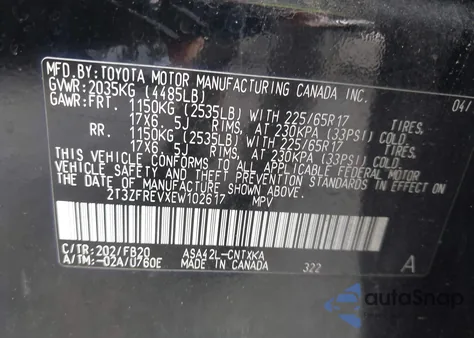 MFD.BY: TOYOTA MOTOR MANUFACTURING CANADA INC. 04/
GVWR: 2035KG (4485LB)
GAWR: FRT. 1150KG (2535LB) WITH 225/65R17 TIRES,
17X6.5J RIMS, AT 230KPA (33PSI) COLD
RR. 1150KG (2535LB) WITH 225/65R17 TIRES,
17X6.5J RIMS, AT 230KPA (33PSI) COLD
THIS VEHICLE CONFORMS TO ALL APPLICABLE FEDERAL MOTOR
VEHICLE SAFETY AND THEFT PREVENTION STANDARDS IN
EFFECT ON THE DATE OF MANUFACTURE SHOWN ABOVE.
2T3ZFREVXEW102617 MPV
C/TR: 202/FB20 ASA42L-CNTXKA
A/TM: -02A/U760E MADE IN CANADA 322 A
autoSnap